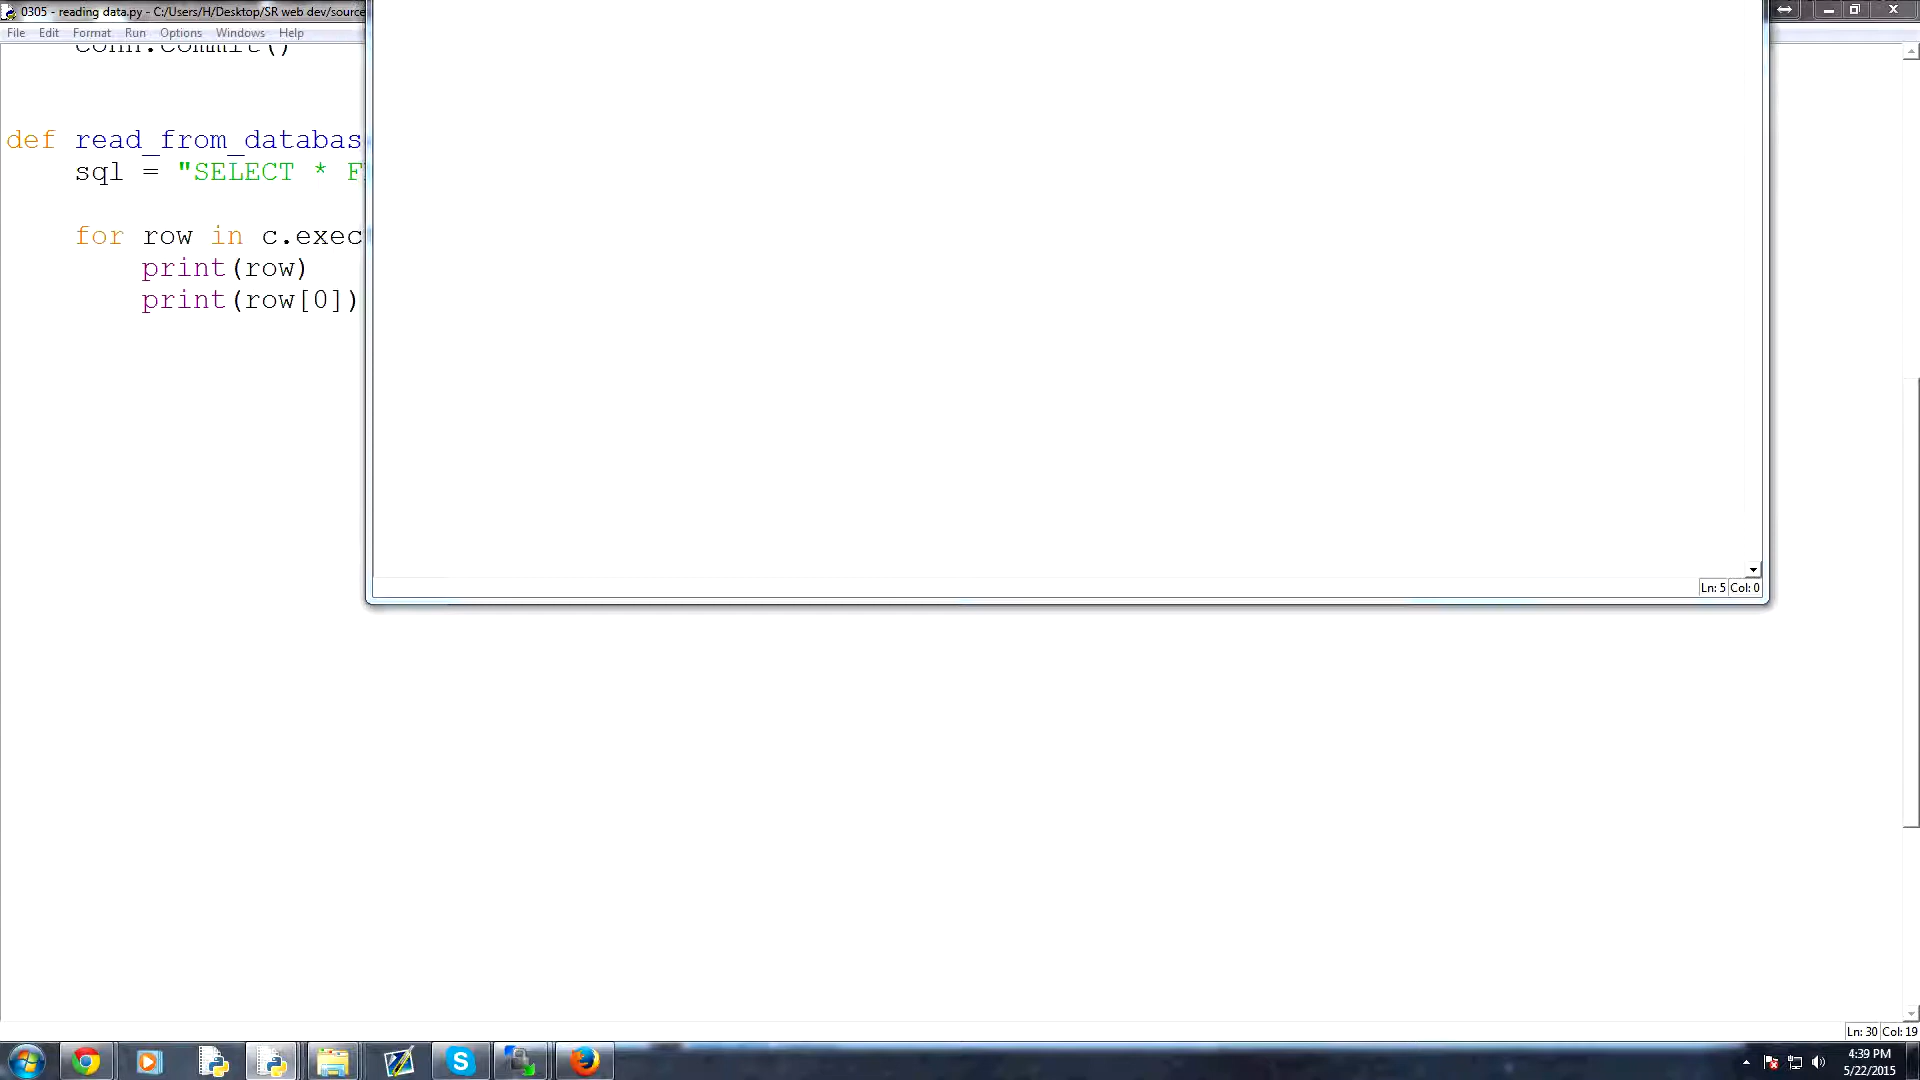 0305 - reading data.py - C:/Users/H/Desktop/SR web dev/source
File Edit Format Run Options Windows Help
conn.commit()
def read_from_databas
sql = "SELECT * F
for row in c.exec
print(row)
print(row[0])
Ln: 5 Col: 0
Ln: 30 Col: 19
4:39 PM
5/22/2015